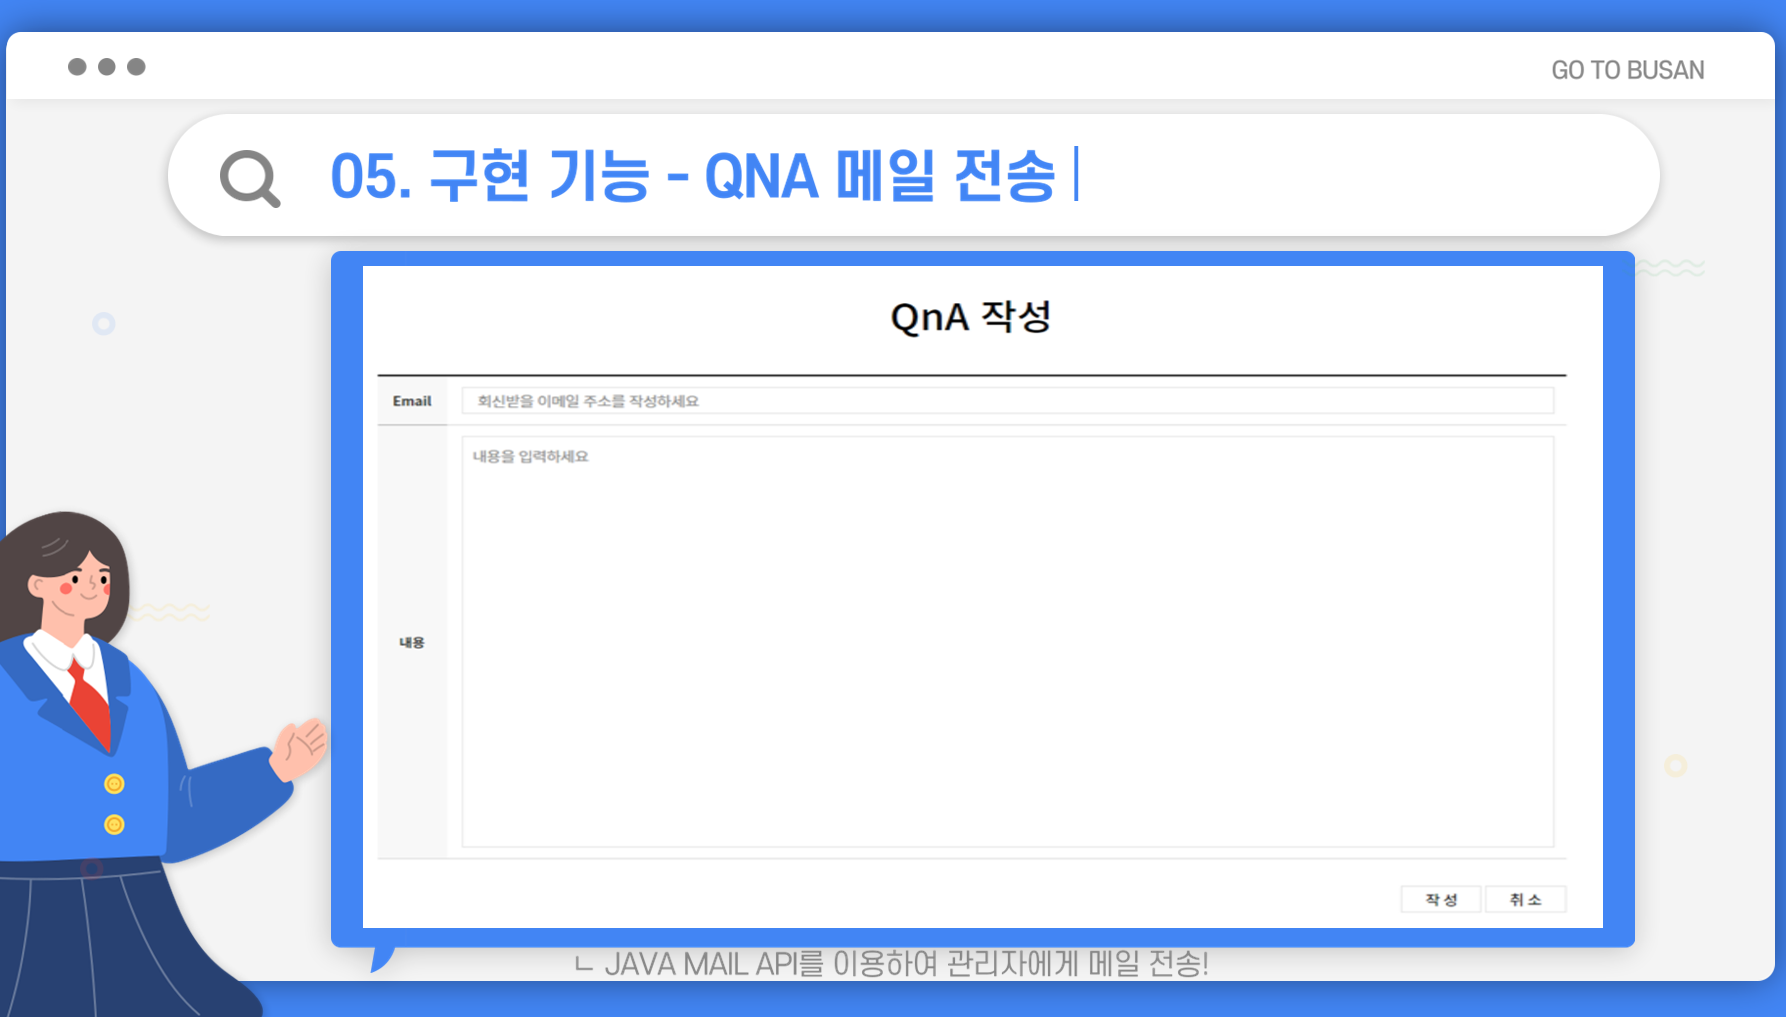 GO TO BUSAN
05. 구현 기능 - QNA 메일 전송
QnA 작성
Email 회신받을 이메일 주소를 작성하세요
내용을 입력하세요
내용
작성 취소
ㄴ JAVA MAIL API를 이용하여 관리자에게 메일 전송!